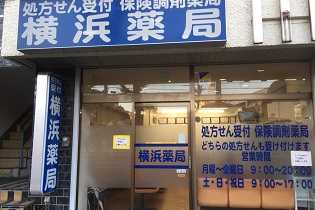 処方せん受付 保険調剤薬局
横浜薬局
受付
横浜薬局
横浜薬局
処方せん受付 保険調剤薬局
どちらの処方せんも受け付けます
営業時間
月曜〜金曜日 9:00〜20:00
土・日・祝日 9:00〜17:00